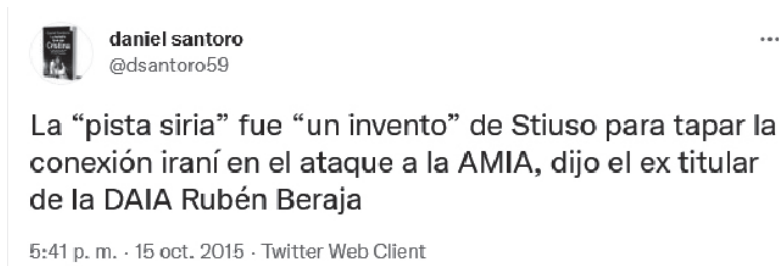 daniel santoro
@dsantoro59
La “pista siria” fue “un invento” de Stiuso para tapar la
conexión iraní en el ataque a la AMIA, dijo el ex titular
de la DAIA Rubén Beraja
5:41 p. m. · 15 oct. 2015 · Twitter Web Client